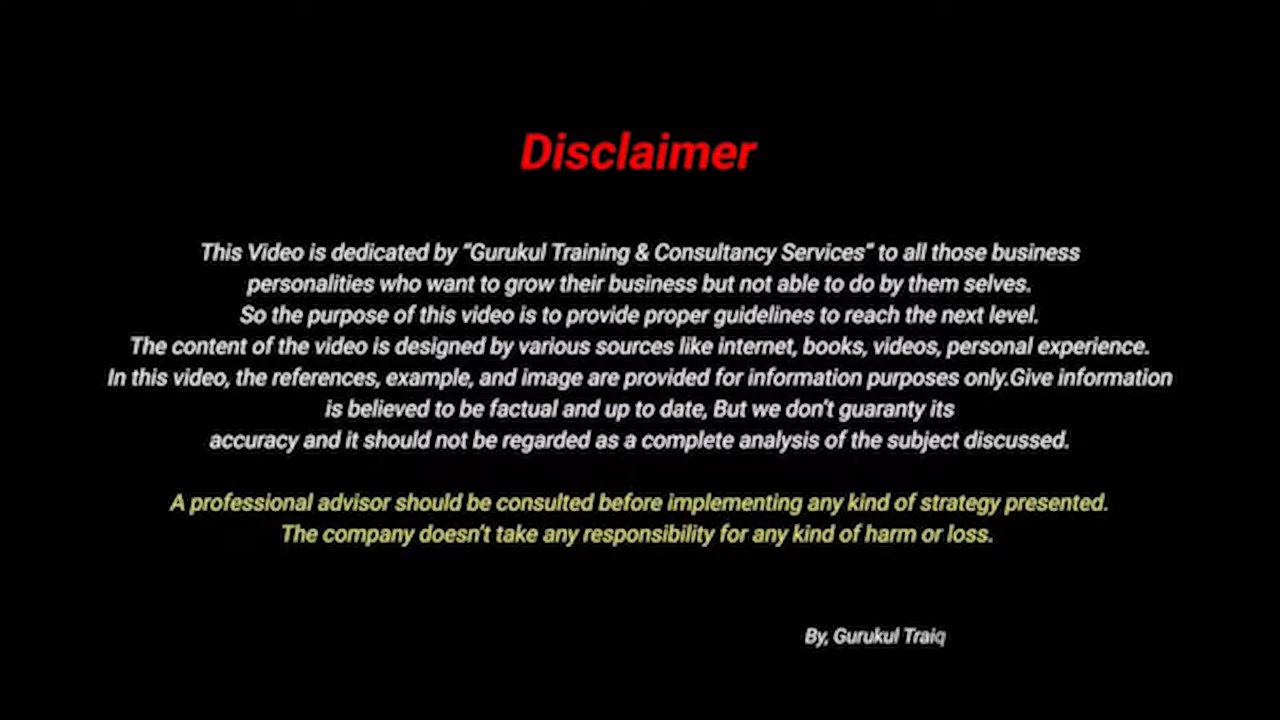 Disclaimer
This Video is dedicated by "Gurukul Training & Consultancy Services" to all those business
personalities who want to grow their business but not able to do by them selves.
So the purpose of this video is to provide proper guidelines to reach the next level.
The content of the video is designed by various sources like internet, books, videos, personal experience.
In this video, the references, example, and image are provided for information purposes only.Give information
is believed to be factual and up to date, But we don't guaranty its
accuracy and it should not be regarded as a complete analysis of the subject discussed.
A professional advisor should be consulted before implementing any kind of strategy presented.
The company doesn't take any responsibility for any kind of harm or loss.
By, Gurukul Traiq